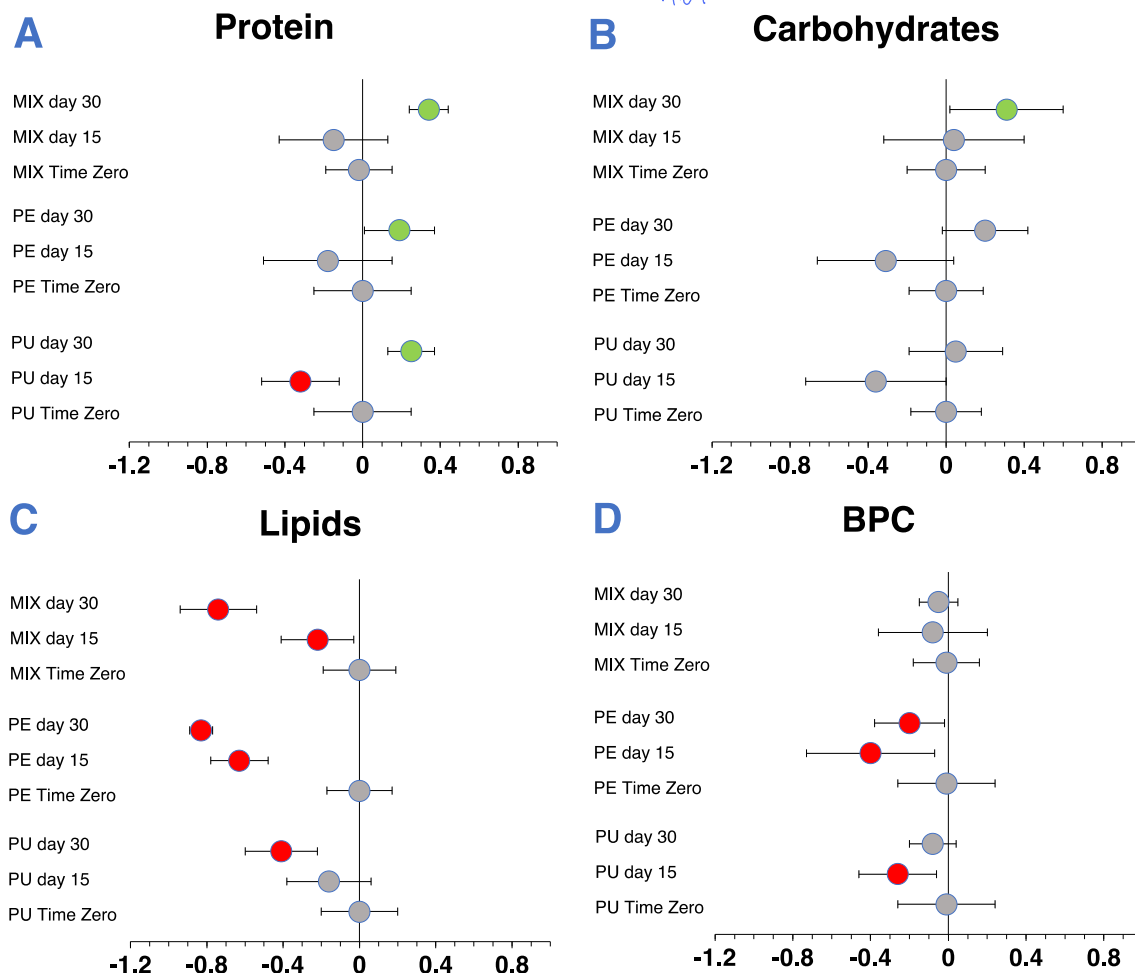 A
Protein
MIX day 30
MIX day 15
MIX Time Zero
PE day 30
PE day 15
PE Time Zero
PU day 30
PU day 15
PU Time Zero
-1.2 -0.8 -0.4 0 0.4 0.8
B
Carbohydrates
MIX day 30
MIX day 15
MIX Time Zero
PE day 30
PE day 15
PE Time Zero
PU day 30
PU day 15
PU Time Zero
-1.2 -0.8 -0.4 0 0.4 0.8
C
Lipids
MIX day 30
MIX day 15
MIX Time Zero
PE day 30
PE day 15
PE Time Zero
PU day 30
PU day 15
PU Time Zero
-1.2 -0.8 -0.4 0 0.4 0.8
D
BPC
MIX day 30
MIX day 15
MIX Time Zero
PE day 30
PE day 15
PE Time Zero
PU day 30
PU day 15
PU Time Zero
-1.2 -0.8 -0.4 0 0.4 0.8